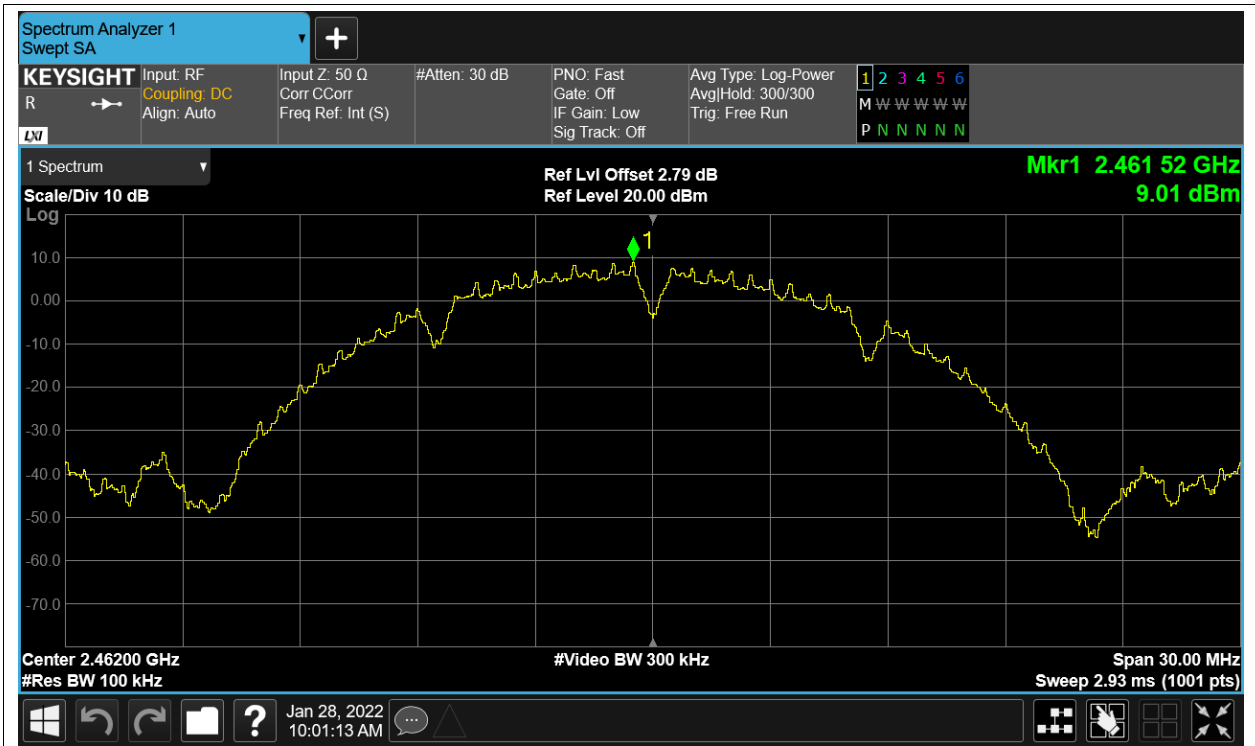 Spectrum Analyzer 1
Swept SA
KEYSIGHT
R
LXI
Input: RF
Coupling: DC
Align: Auto
Input Z: 50 Ω
Corr CCorr
Freq Ref: Int (S)
#Atten: 30 dB
PNO: Fast
Gate: Off
IF Gain: Low
Sig Track: Off
Avg Type: Log-Power
Avg|Hold: 300/300
Trig: Free Run
1 2 3 4 5 6
M W W W W W
P N N N N N
1 Spectrum
Scale/Div 10 dB
Log
Ref Lvl Offset 2.79 dB
Ref Level 20.00 dBm
Mkr1 2.461 52 GHz
9.01 dBm
1
10.0
0.00
-10.0
-20.0
-30.0
-40.0
-50.0
-60.0
-70.0
Center 2.46200 GHz
#Res BW 100 kHz
#Video BW 300 kHz
Span 30.00 MHz
Sweep 2.93 ms (1001 pts)
?
Jan 28, 2022
10:01:13 AM